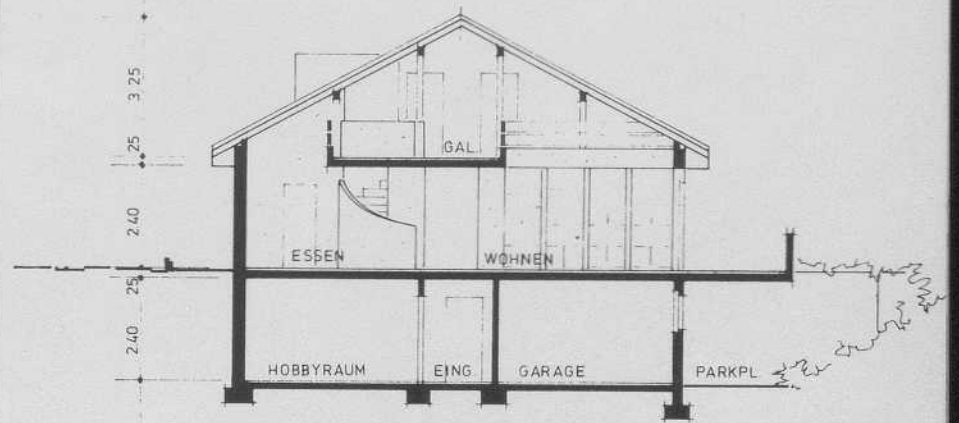 3 25
25
2.40
25
2.40
GAL.
ESSEN
WOHNEN
HOBBYRAUM
EING.
GARAGE
PARKPL